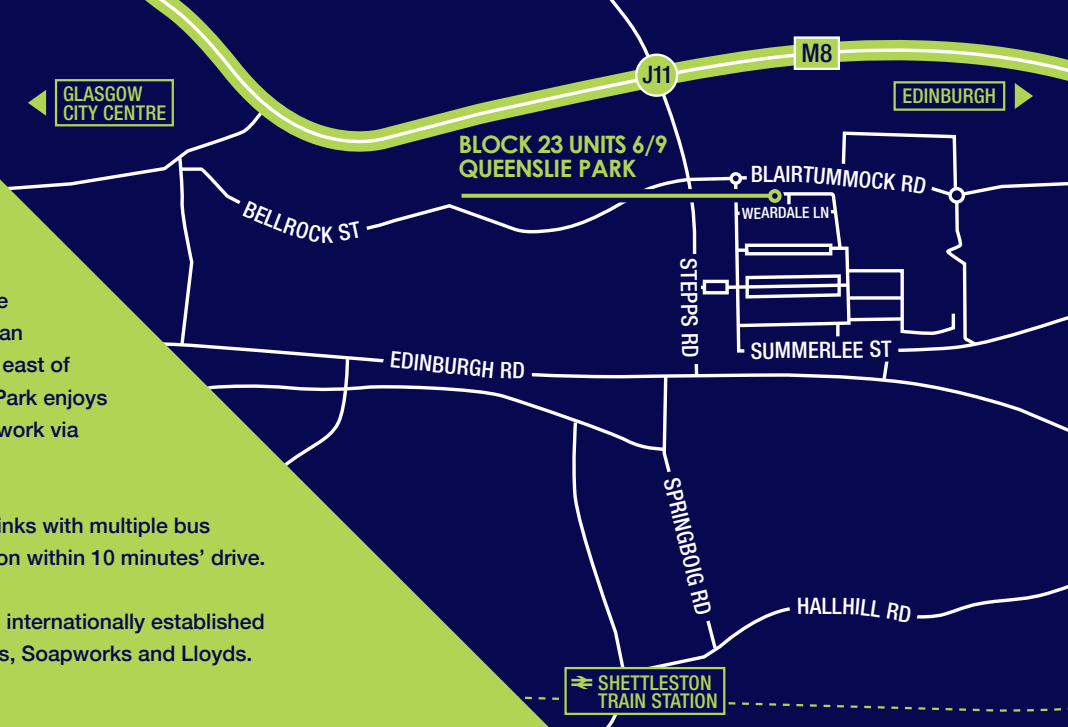 M8
J11
GLASGOW
CITY CENTRE
EDINBURGH
BLOCK 23 UNITS 6/9
QUEENSLIE PARK
BLAIRTUMMOCK RD
WEARDALE LN
BELLROCK ST
STEPPS RD
SUMMERLEE ST
EDINBURGH RD
SPRINGBOIG RD
HALLHILL RD
SHETTLESTON
TRAIN STATION
east of
Park enjoys
work via
inks with multiple bus
on within 10 minutes' drive.
internationally established
s, Soapworks and Lloyds.